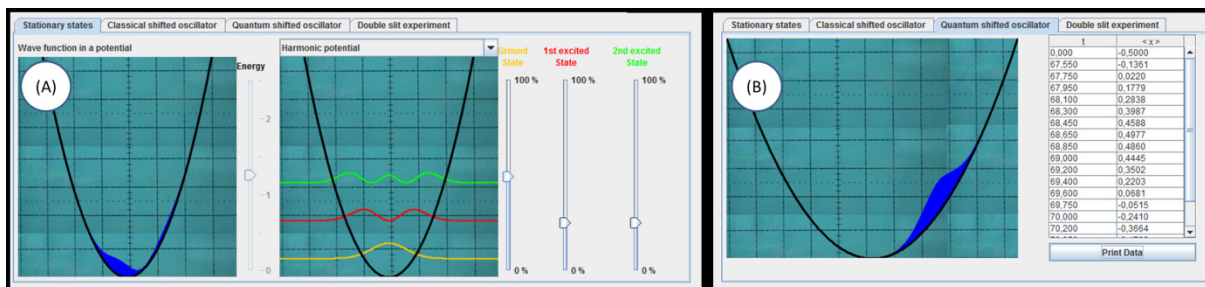 Stationary states Classical shifted oscillator Quantum shifted oscillator Double slit experiment
Wave function in a potential
Harmonic potential
(A)
Energy
2
1
0
Ground
State
100 %
0 %
1st excited
State
100 %
0 %
2nd excited
State
100 %
0 %
Stationary states Classical shifted oscillator Quantum shifted oscillator Double slit experiment
(B)
t < x >
0,000 -0,5000
67,550 -0,1361
67,750 0,0220
67,950 0,1779
68,100 0,2838
68,300 0,3987
68,450 0,4588
68,650 0,4977
68,850 0,4860
69,000 0,4445
69,200 0,3502
69,400 0,2203
69,600 0,0681
69,750 -0,0515
70,000 -0,2410
70,200 -0,3664
Print Data